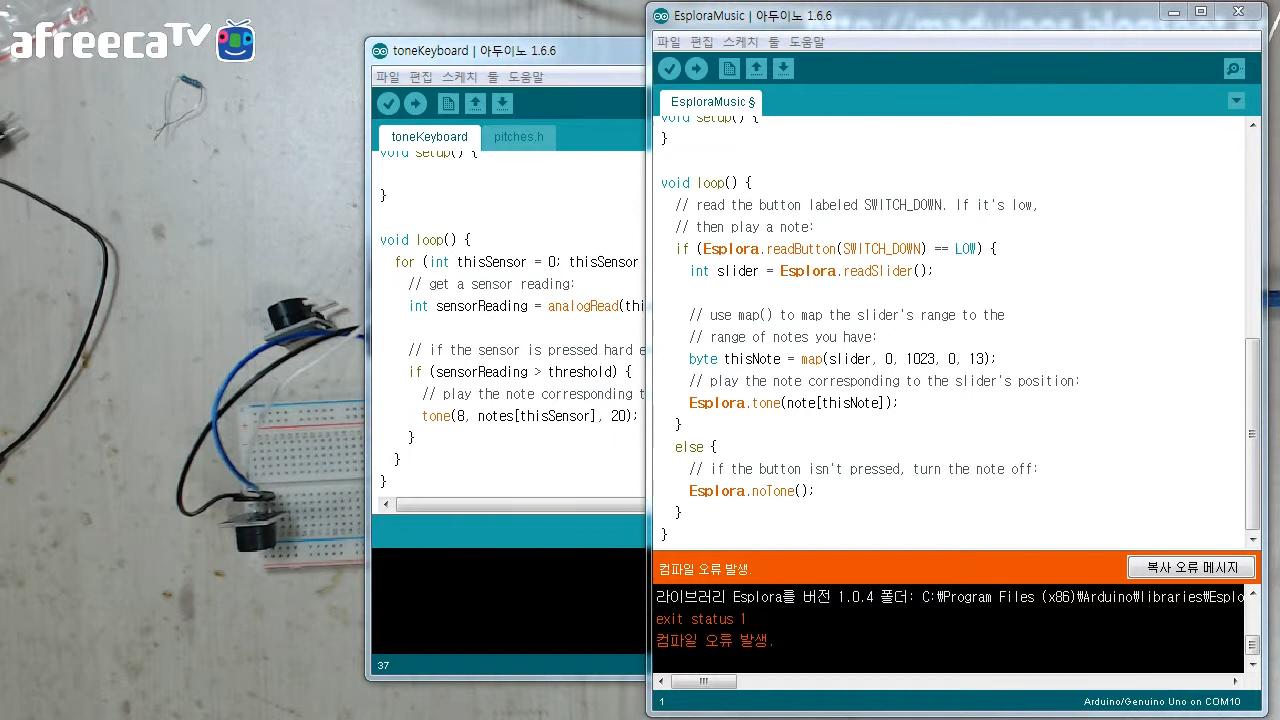 afreecaTV
toneKeyboard | 아두이노 1.6.6
파일 편집 스케치 툴 도움말
toneKeyboard pitches.h
void setup() {
}
void loop() {
for (int thisSensor = 0; thisSensor
// get a sensor reading:
int sensorReading = analogRead(thi
// if the sensor is pressed hard e
if (sensorReading > threshold) {
// play the note corresponding t
tone(8, notes[thisSensor], 20);
}
}
}
37
EsploraMusic | 아두이노 1.6.6
파일 편집 스케치 툴 도움말
EsploraMusic §
void setup() {
}
void loop() {
// read the button labeled SWITCH_DOWN. If it's low,
// then play a note:
if (Esplora.readButton(SWITCH_DOWN) == LOW) {
int slider = Esplora.readSlider();
// use map() to map the slider's range to the
// range of notes you have:
byte thisNote = map(slider, 0, 1023, 0, 13);
// play the note corresponding to the slider's position:
Esplora.tone(note[thisNote]);
}
else {
// if the button isn't pressed, turn the note off:
Esplora.noTone();
}
}
컴파일 오류 발생.
복사 오류 메시지
라이브러리 Esplora를 버전 1.0.4 폴더: C:₩Program Files (x86)₩Arduino₩libraries₩Esplo
exit status 1
컴파일 오류 발생.
1
Arduino/Genuino Uno on COM10